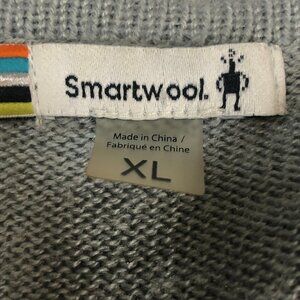 Smartwool.
Made in China /
Fabriqué en Chine
XL